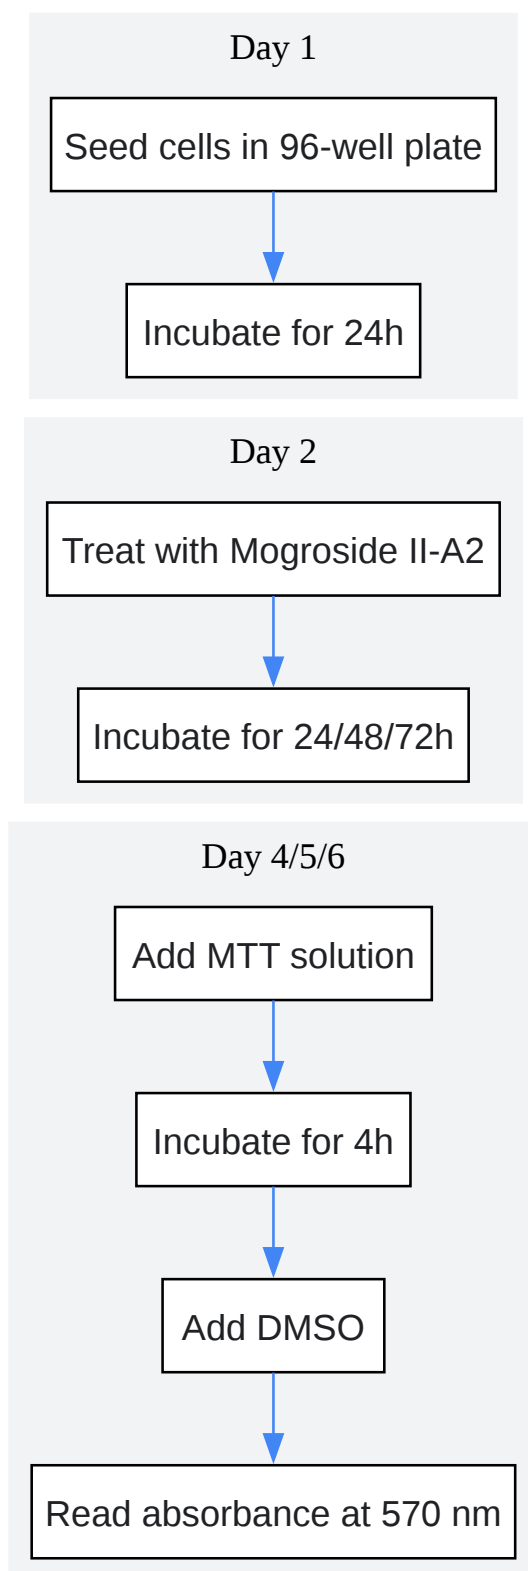 Day 1
Seed cells in 96-well plate
Incubate for 24h
Day 2
Treat with Mogroside II-A2
Incubate for 24/48/72h
Day 4/5/6
Add MTT solution
Incubate for 4h
Add DMSO
Read absorbance at 570 nm